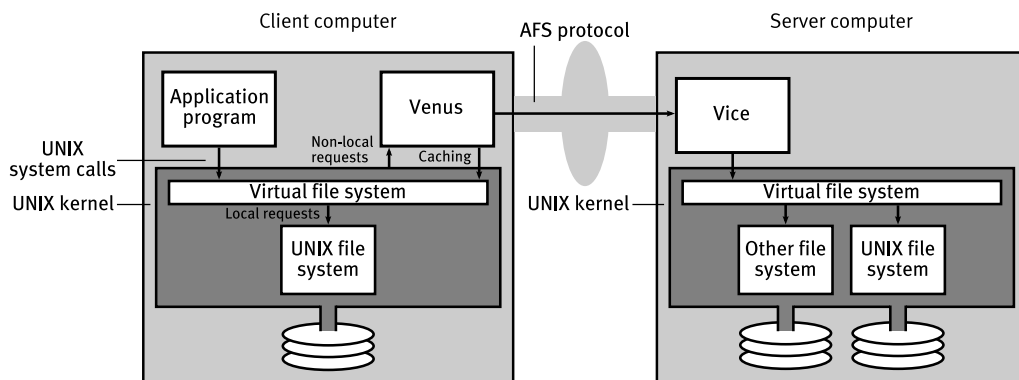 Client computer
AFS protocol
Server computer
Application
program
Venus
Vice
UNIX
system calls
Non-local
requests
Caching
Virtual file system
Virtual file system
UNIX kernel
UNIX kernel
Local requests
UNIX file
system
Other file
system
UNIX file
system